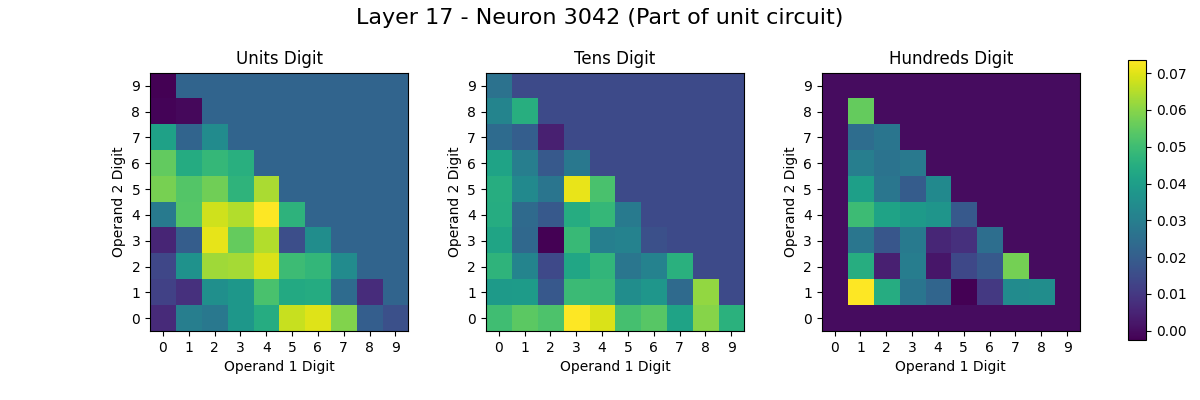 Layer 17 - Neuron 3042 (Part of unit circuit)
Units Digit
Operand 2 Digit
9
8
7
6
5
4
3
2
1
0
0 1 2 3 4 5 6 7 8 9
Operand 1 Digit
Tens Digit
Operand 2 Digit
9
8
7
6
5
4
3
2
1
0
0 1 2 3 4 5 6 7 8 9
Operand 1 Digit
Hundreds Digit
Operand 2 Digit
9
8
7
6
5
4
3
2
1
0
0 1 2 3 4 5 6 7 8 9
Operand 1 Digit
0.07
0.06
0.05
0.04
0.03
0.02
0.01
0.00